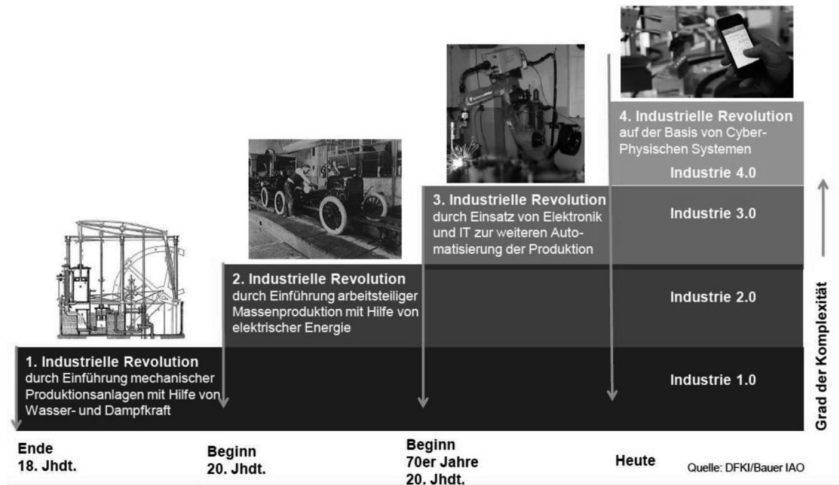 4. Industrielle Revolution
auf der Basis von Cyber-
Physischen Systemen
Industrie 4.0
3. Industrielle Revolution
durch Einsatz von Elektronik
und IT zur weiteren Auto-
matisierung der Produktion
Industrie 3.0
2. Industrielle Revolution
durch Einführung arbeitsteiliger
Massenproduktion mit Hilfe von
elektrischer Energie
Industrie 2.0
1. Industrielle Revolution
durch Einführung mechanischer
Produktionsanlagen mit Hilfe von
Wasser- und Dampfkraft
Industrie 1.0
Grad der Komplexität
Ende
18. Jhdt.
Beginn
20. Jhdt.
Beginn
70er Jahre
20. Jhdt.
Heute
Quelle: DFKI/Bauer IAO